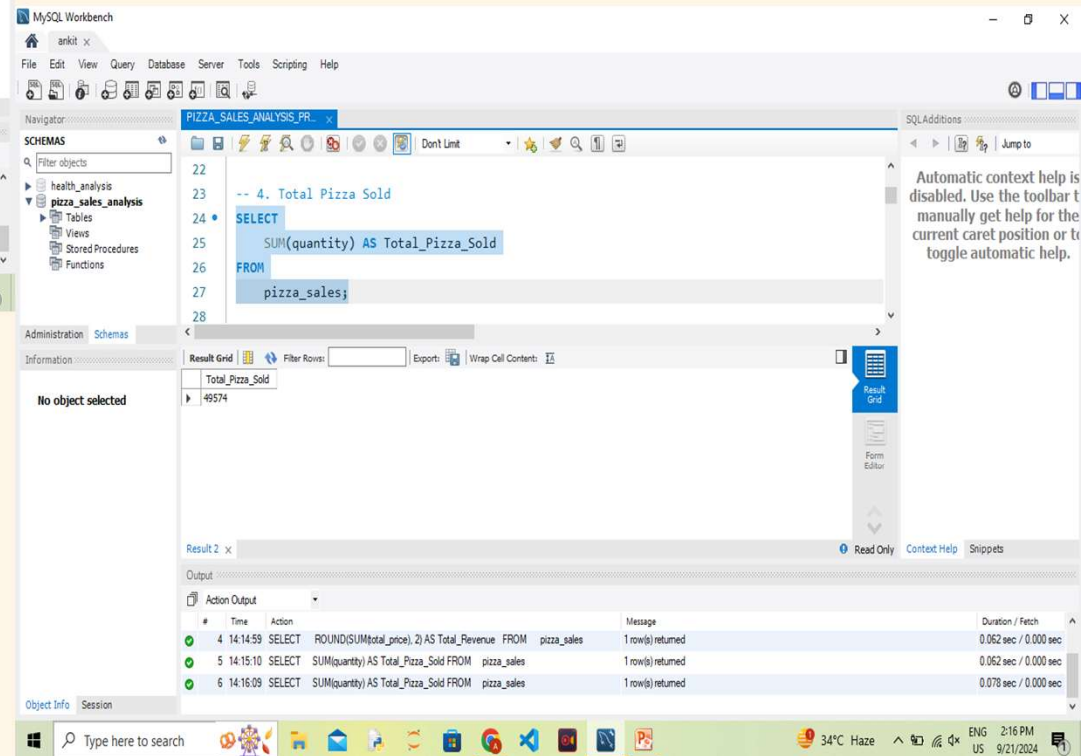 MySQL Workbench
ankit x
File Edit View Query Database Server Tools Scripting Help
Navigator
PIZZA_SALES_ANALYSIS_PR... x
SQLAdditions
SCHEMAS
Don't Limit
Jump to
Filter objects
health_analysis
pizza_sales_analysis
Tables
Views
Stored Procedures
Functions
22
23 -- 4. Total Pizza Sold
24 SELECT
25 SUM(quantity) AS Total_Pizza_Sold
26 FROM
27 pizza_sales;
28
Automatic context help is
disabled. Use the toolbar t
manually get help for the
current caret position or to
toggle automatic help.
Administration Schemas
Information
No object selected
Result Grid Filter Rows: Export: Wrap Cell Content:
Total_Pizza_Sold
49574
Result
Grid
Form
Editor
Result 2 x
Read Only
Context Help Snippets
Output
Action Output
# Time Action Message Duration / Fetch
4 14:14:59 SELECT ROUND(SUM(total_price), 2) AS Total_Revenue FROM pizza_sales 1 row(s) returned 0.062 sec / 0.000 sec
5 14:15:10 SELECT SUM(quantity) AS Total_Pizza_Sold FROM pizza_sales 1 row(s) returned 0.062 sec / 0.000 sec
6 14:16:09 SELECT SUM(quantity) AS Total_Pizza_Sold FROM pizza_sales 1 row(s) returned 0.078 sec / 0.000 sec
Object Info Session
Type here to search
34°C Haze
ENG
US
2:16 PM
9/21/2024